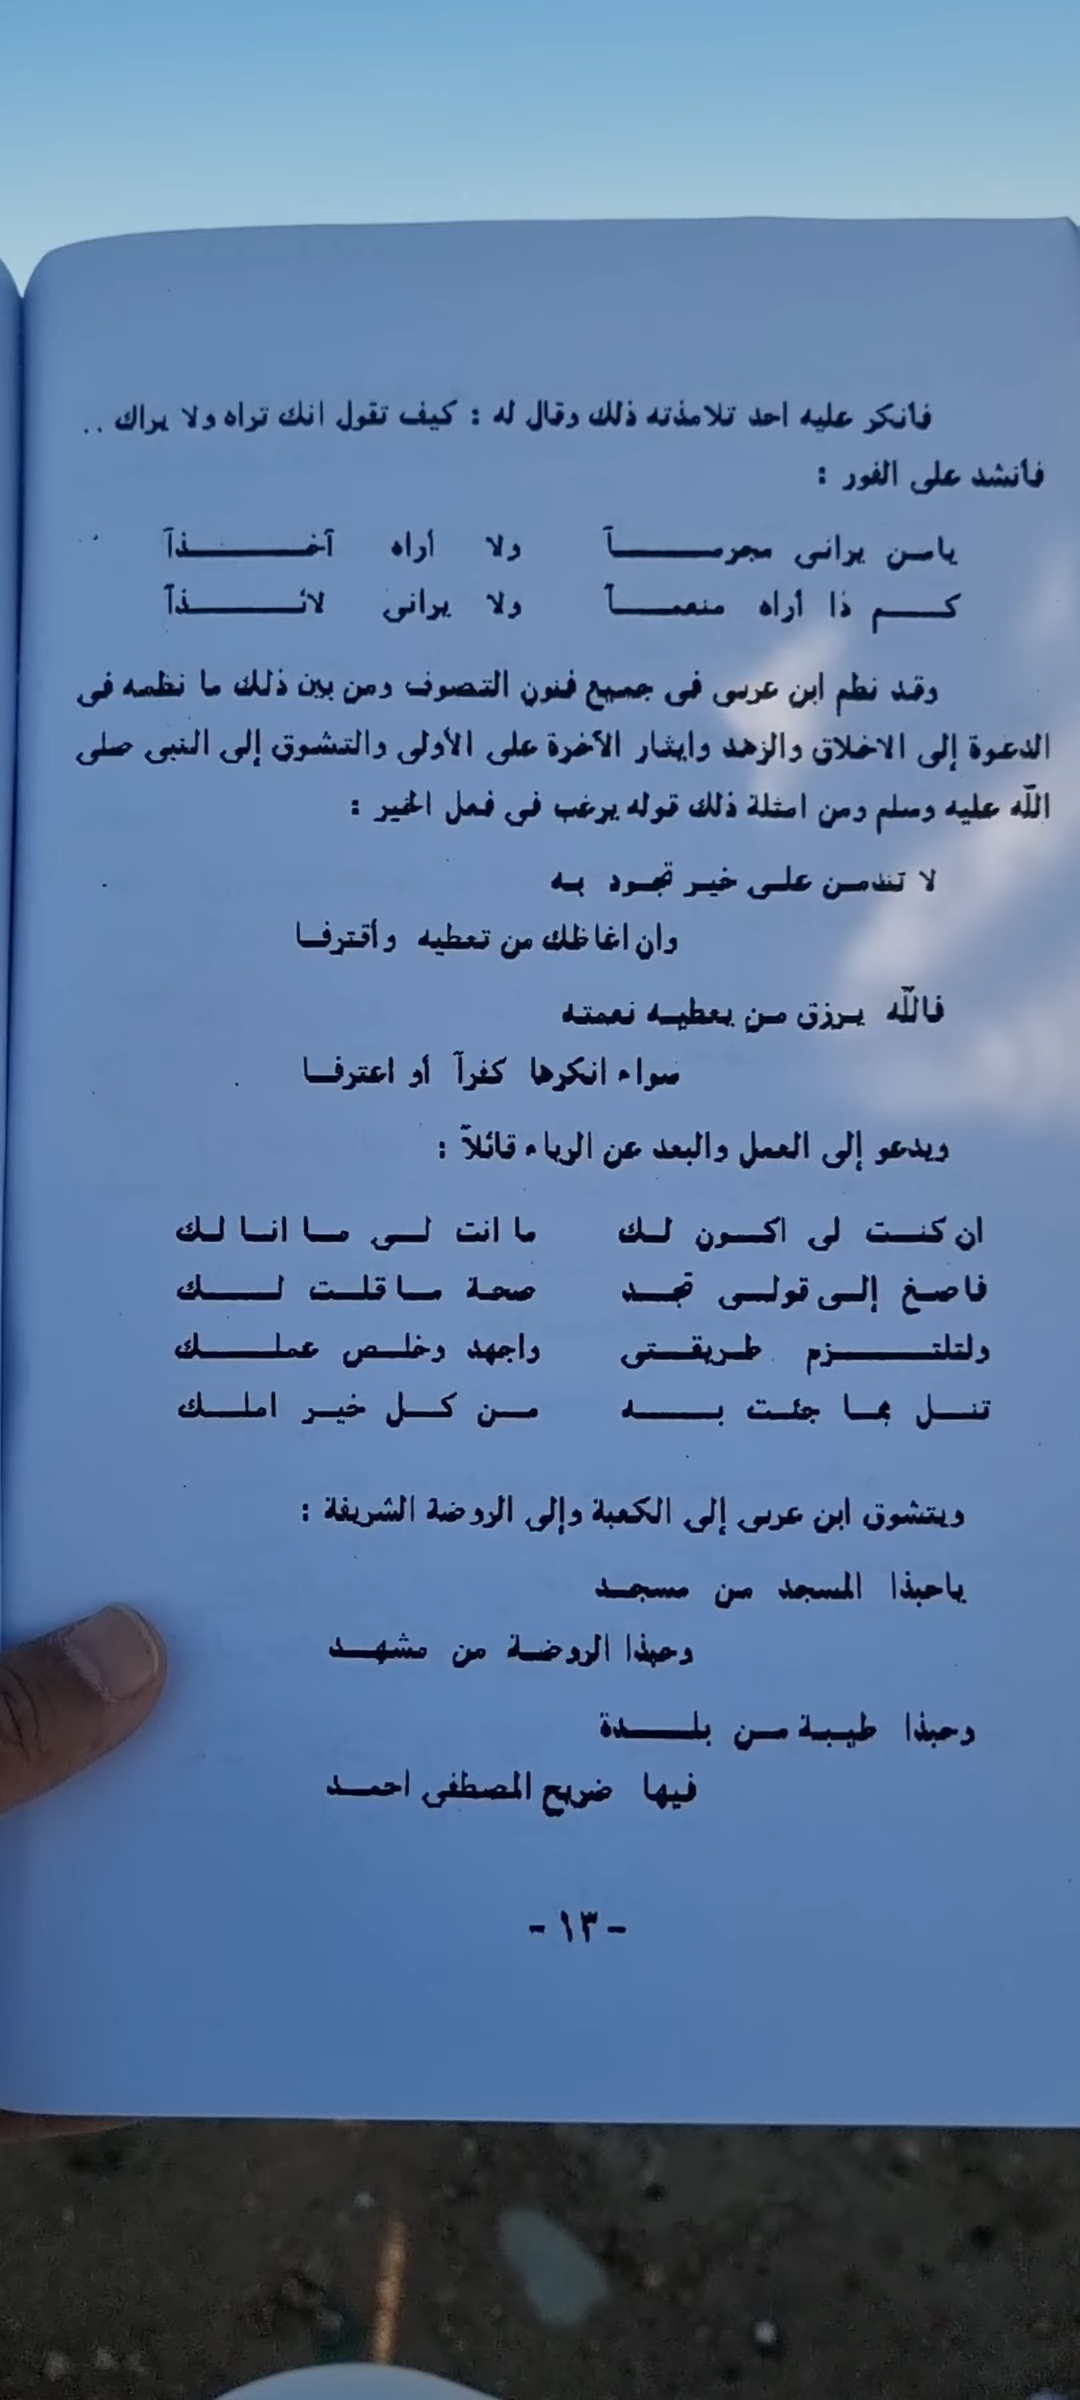 فأنكر عليه احد تلامذته ذلك وقال له : كيف تقول انك تراه ولا يراك ..
فأنشد على الفور :
يامن يرانى مجرماً ولا أراه آخذاً
كم ذا أراه منعماً ولا يرانى لائذاً
وقد نظم ابن عربى فى جميع فنون التصوف ومن بين ذلك ما نظمه فى
الدعوة إلى الاخلاق والزهد وايثار الآخرة على الأولى والتشوق إلى النبى صلى
الله عليه وسلم ومن امثلة ذلك قوله يرغب فى فعل الخير :
لا تندمن على خير تجود به
وان اغاظك من تعطيه وأقترفا
فالله يرزق من يعطيه نعمته
سواء انكرها كفراً أو اعترفا
ويدعو إلى العمل والبعد عن الرياء قائلاً :
ان كنت لى اكون لك ما انت لى ما انا لك
فاصغ إلى قولى تجد صحة ما قلت لك
ولتلتزم طريقتى واجهد وخلص عملك
تنل بما جئت به من كل خير املك
ويتشوق ابن عربى إلى الكعبة وإلى الروضة الشريفة :
ياحبذا المسجد من مسجد
وحبذا الروضة من مشهد
وحبذا طيبة من بلدة
فيها ضريح المصطفى احمد
- ١٣ -